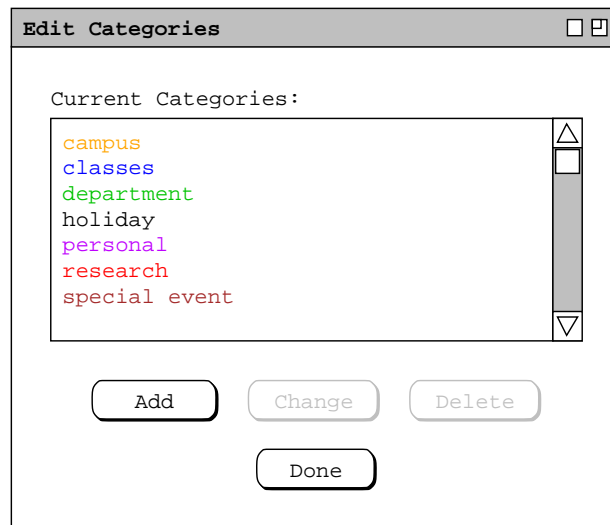 Edit Categories
Current Categories:
campus
classes
department
holiday
personal
research
special event
Add Change Delete
Done